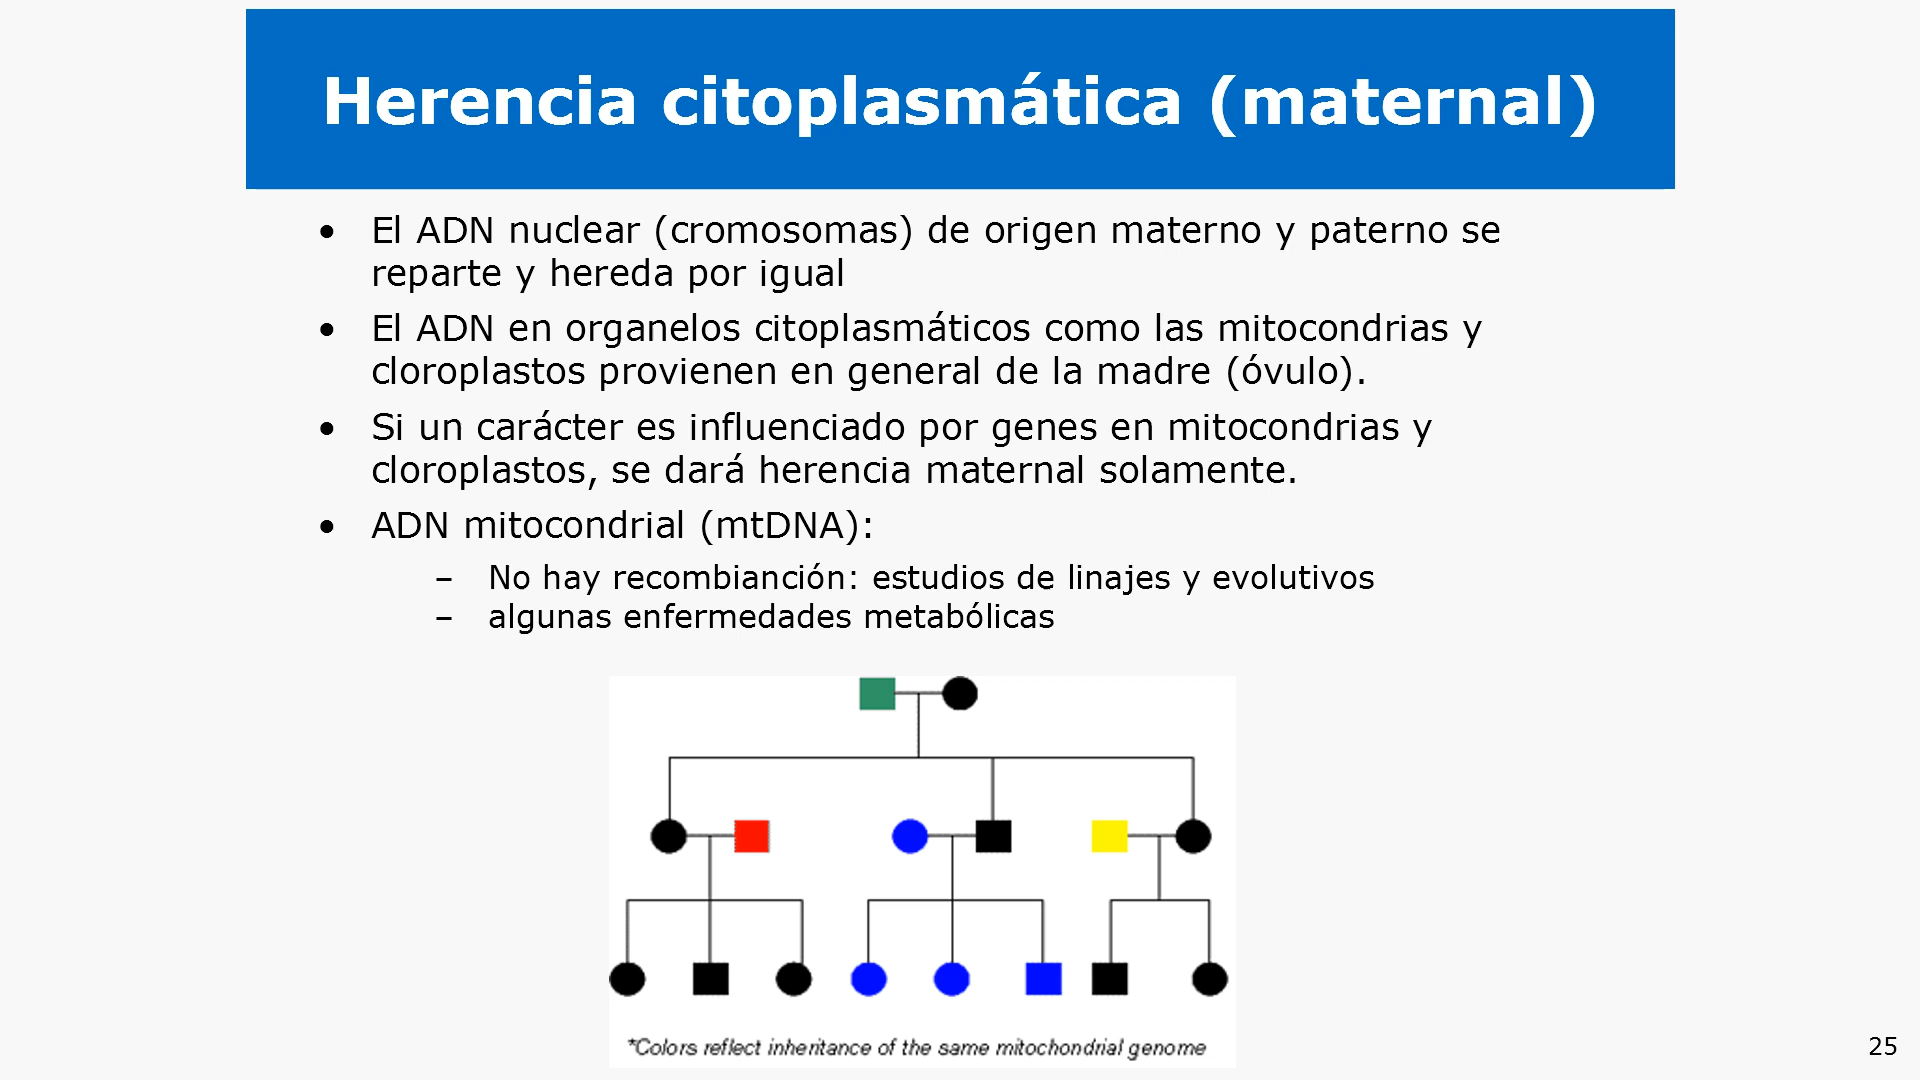 Herencia citoplasmática (maternal)
• El ADN nuclear (cromosomas) de origen materno y paterno se
reparte y hereda por igual
• El ADN en organelos citoplasmáticos como las mitocondrias y
cloroplastos provienen en general de la madre (óvulo).
• Si un carácter es influenciado por genes en mitocondrias y
cloroplastos, se dará herencia maternal solamente.
• ADN mitocondrial (mtDNA):
– No hay recombianción: estudios de linajes y evolutivos
– algunas enfermedades metabólicas
*Colors reflect inheritance of the same mitochondrial genome
25